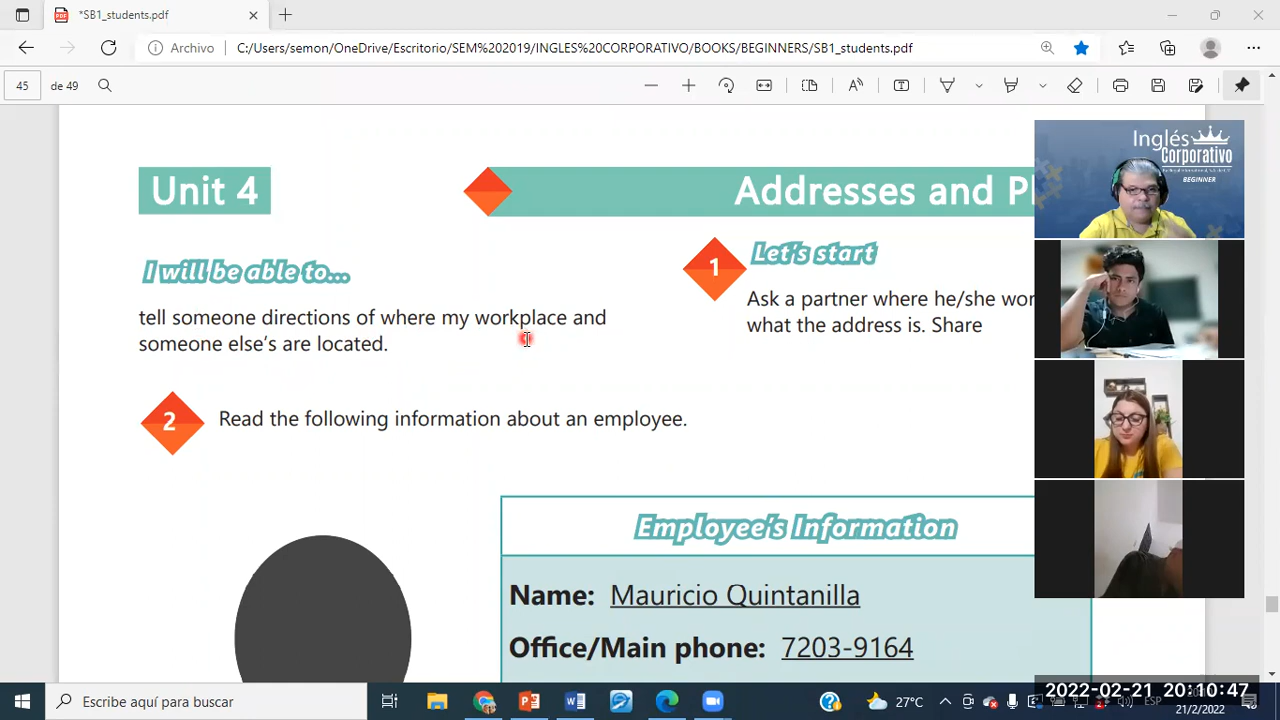 *SB1_students.pdf
Archivo
C:/Users/semon/OneDrive/Escritorio/SEM%202019/INGLES%20CORPORATIVO/BOOKS/BEGINNERS/SB1_students.pdf
45 de 49
Unit 4
Addresses and Ph
I will be able to...
tell someone directions of where my workplace and
someone else's are located.
1
Let's start
Ask a partner where he/she wor
what the address is. Share
2
Read the following information about an employee.
Employee's Information
Name: Mauricio Quintanilla
Office/Main phone: 7203-9164
Inglés
Corporativo
BEGINNER
Escribe aquí para buscar
27°C
2022-02-21 20:10:47
21/2/2022